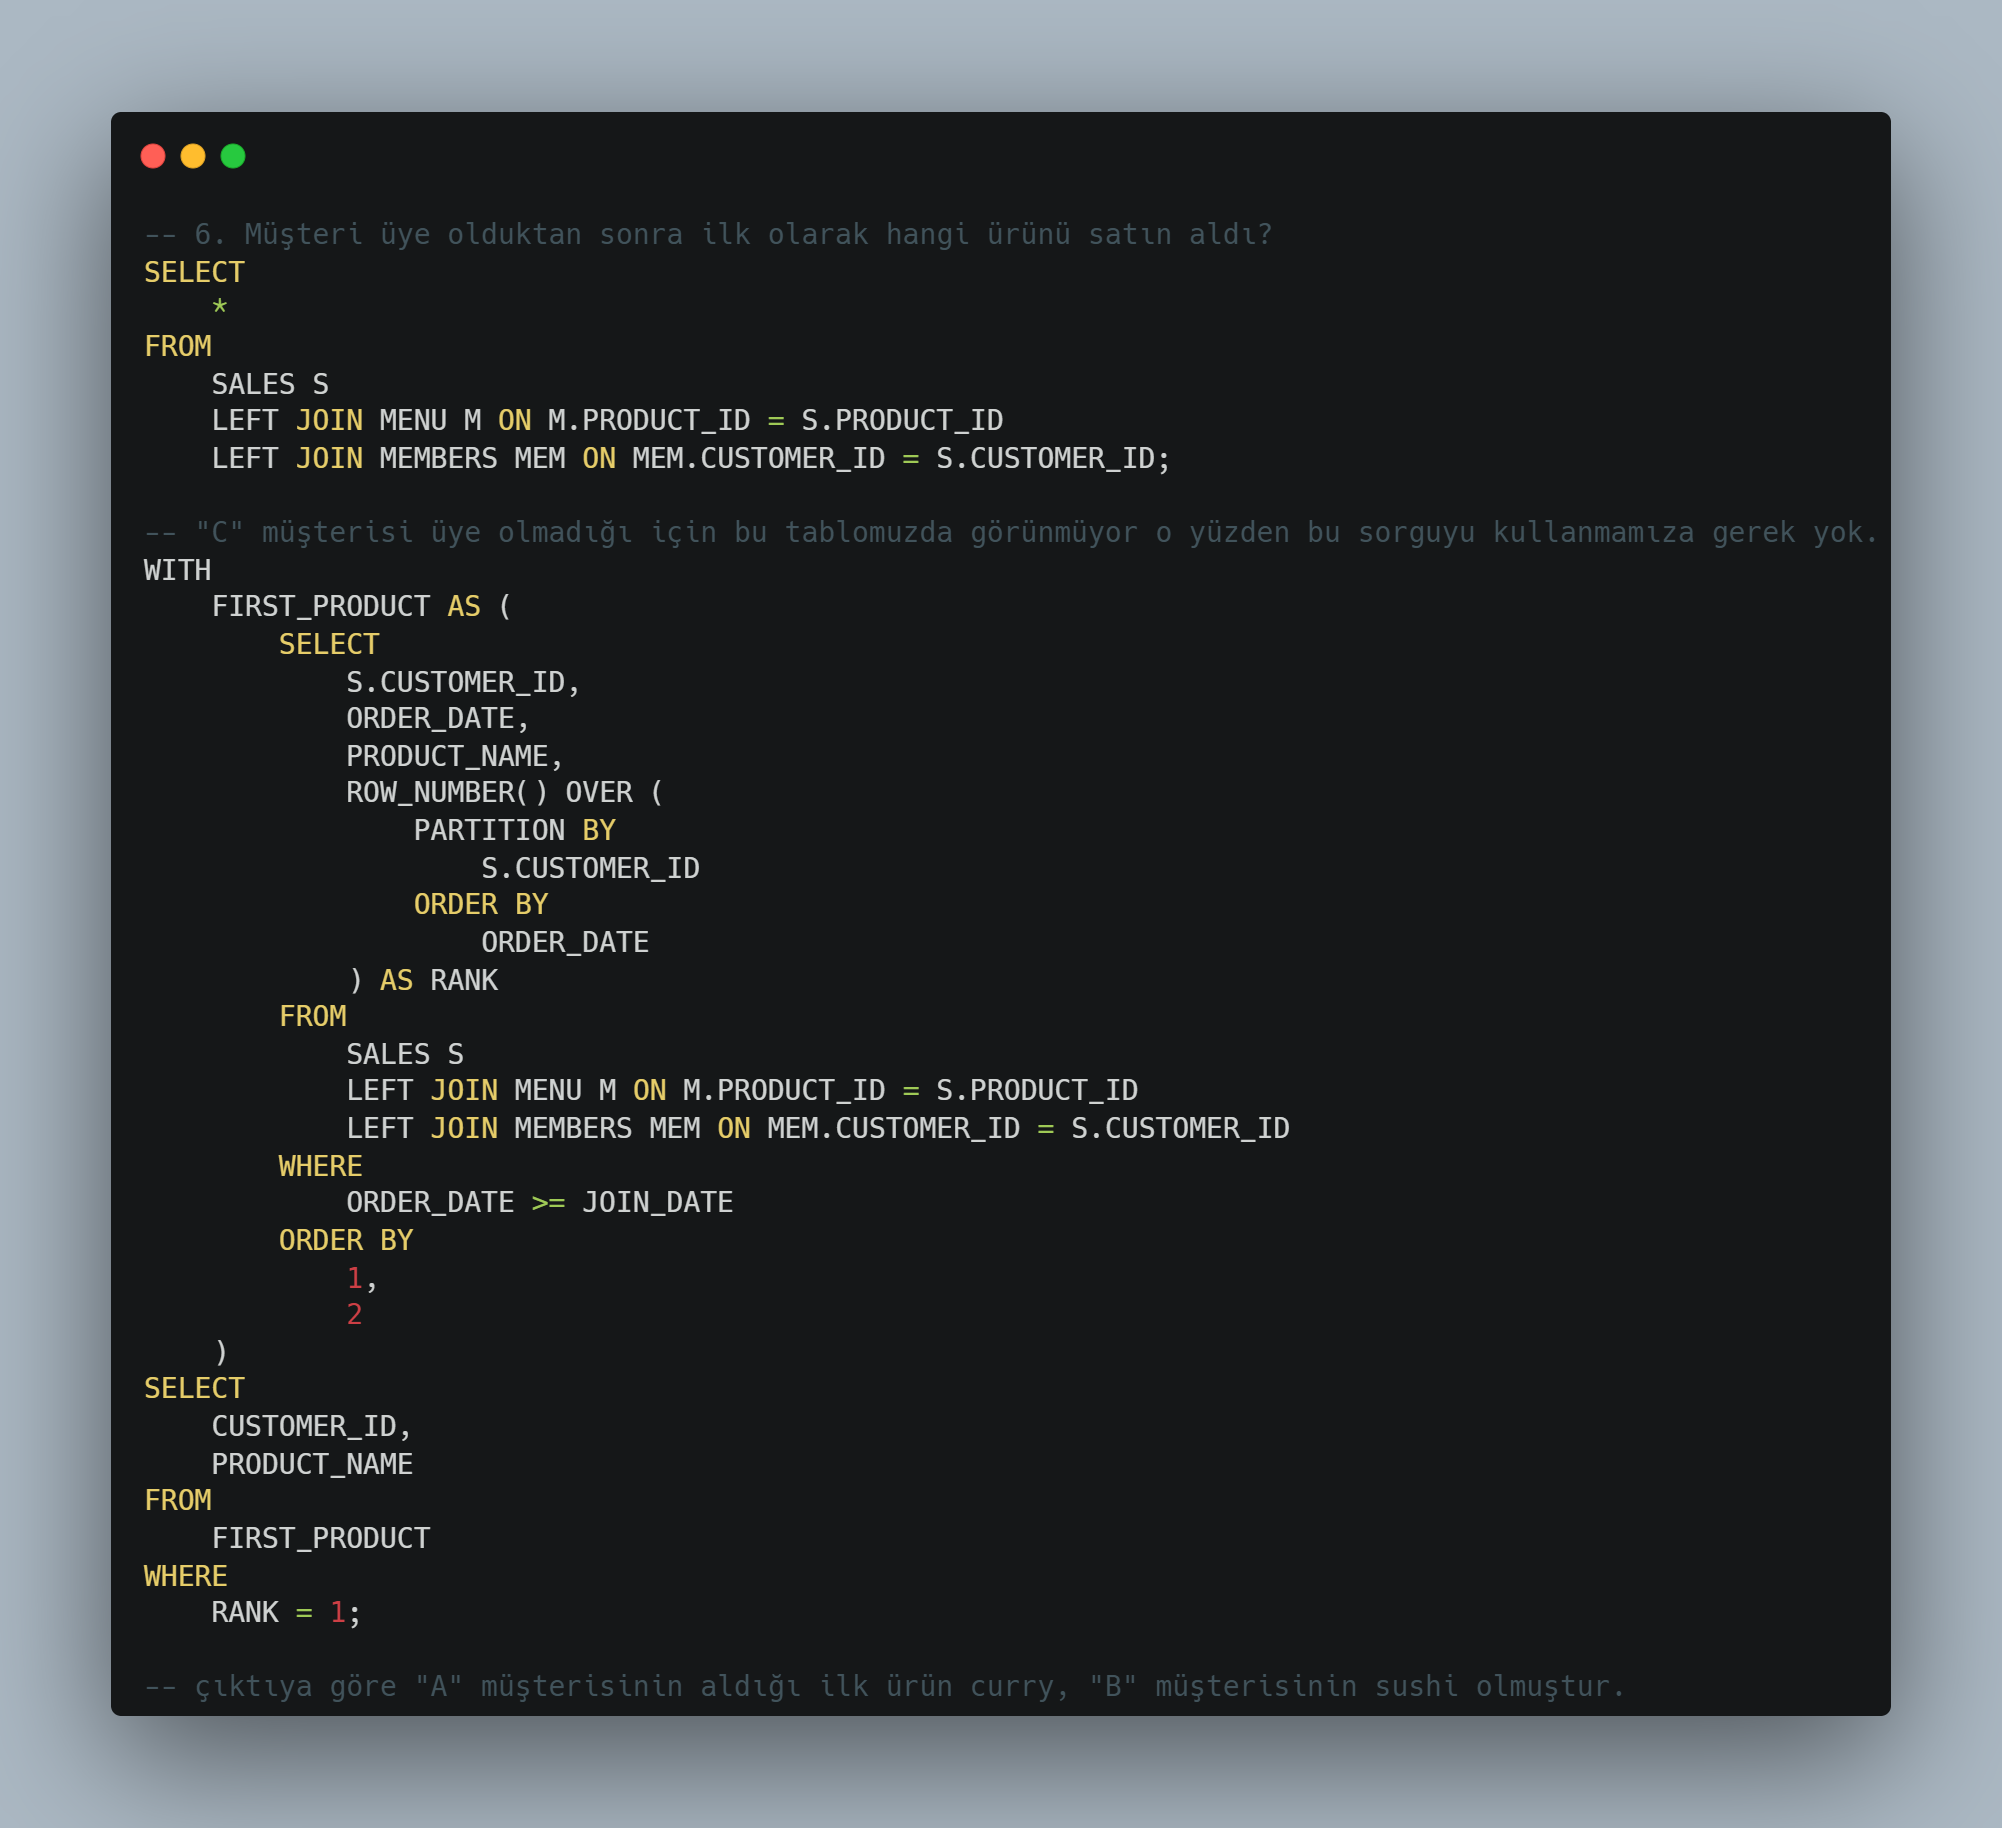 -- 6. Müşteri üye olduktan sonra ilk olarak hangi ürünü satın aldı?
SELECT
    *
FROM
    SALES S
    LEFT JOIN MENU M ON M.PRODUCT_ID = S.PRODUCT_ID
    LEFT JOIN MEMBERS MEM ON MEM.CUSTOMER_ID = S.CUSTOMER_ID;

-- "C" müşterisi üye olmadığı için bu tablomuzda görünmüyor o yüzden bu sorguyu kullanmamıza gerek yok.
WITH
    FIRST_PRODUCT AS (
        SELECT
            S.CUSTOMER_ID,
            ORDER_DATE,
            PRODUCT_NAME,
            ROW_NUMBER() OVER (
                PARTITION BY
                    S.CUSTOMER_ID
                ORDER BY
                    ORDER_DATE
            ) AS RANK
        FROM
            SALES S
            LEFT JOIN MENU M ON M.PRODUCT_ID = S.PRODUCT_ID
            LEFT JOIN MEMBERS MEM ON MEM.CUSTOMER_ID = S.CUSTOMER_ID
        WHERE
            ORDER_DATE >= JOIN_DATE
        ORDER BY
            1,
            2
    )
SELECT
    CUSTOMER_ID,
    PRODUCT_NAME
FROM
    FIRST_PRODUCT
WHERE
    RANK = 1;

-- çıktıya göre "A" müşterisinin aldığı ilk ürün curry, "B" müşterisinin sushi olmuştur.